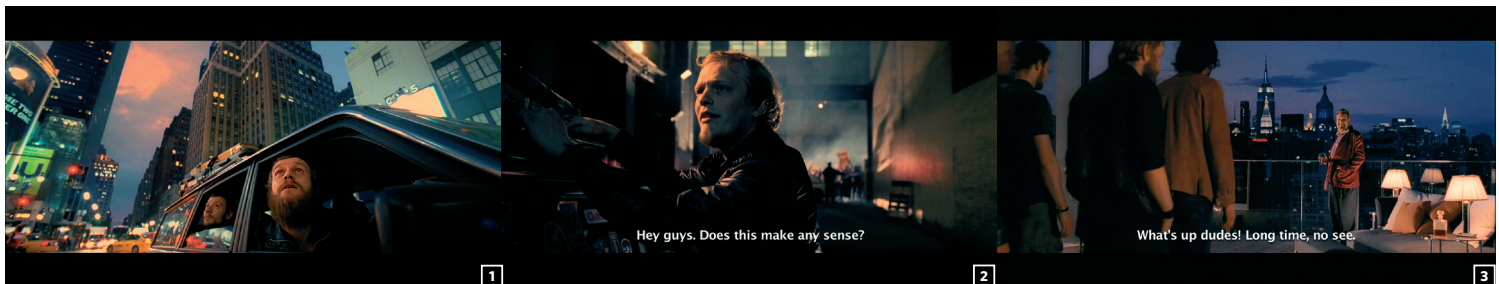 Hey guys. Does this make any sense?
What's up dudes! Long time, no see.
1
2
3